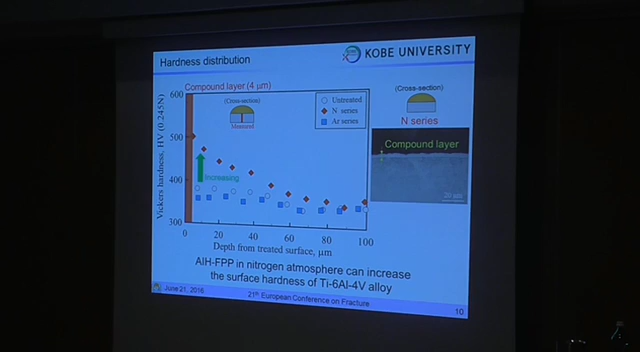 Hardness distribution
KOBE UNIVERSITY
Compound layer (4 μm)
600
500
400
300
Vickers hardness, HV (0.245N)
(Cross-section)
Measured
Untreated
N series
Ar series
Increasing
0
20
40
60
80
100
Depth from treated surface, μm
(Cross-section)
N series
Compound layer
20 μm
AIH-FPP in nitrogen atmosphere can increase
the surface hardness of Ti-6Al-4V alloy
June 21, 2016
21th European Conference on Fracture
10